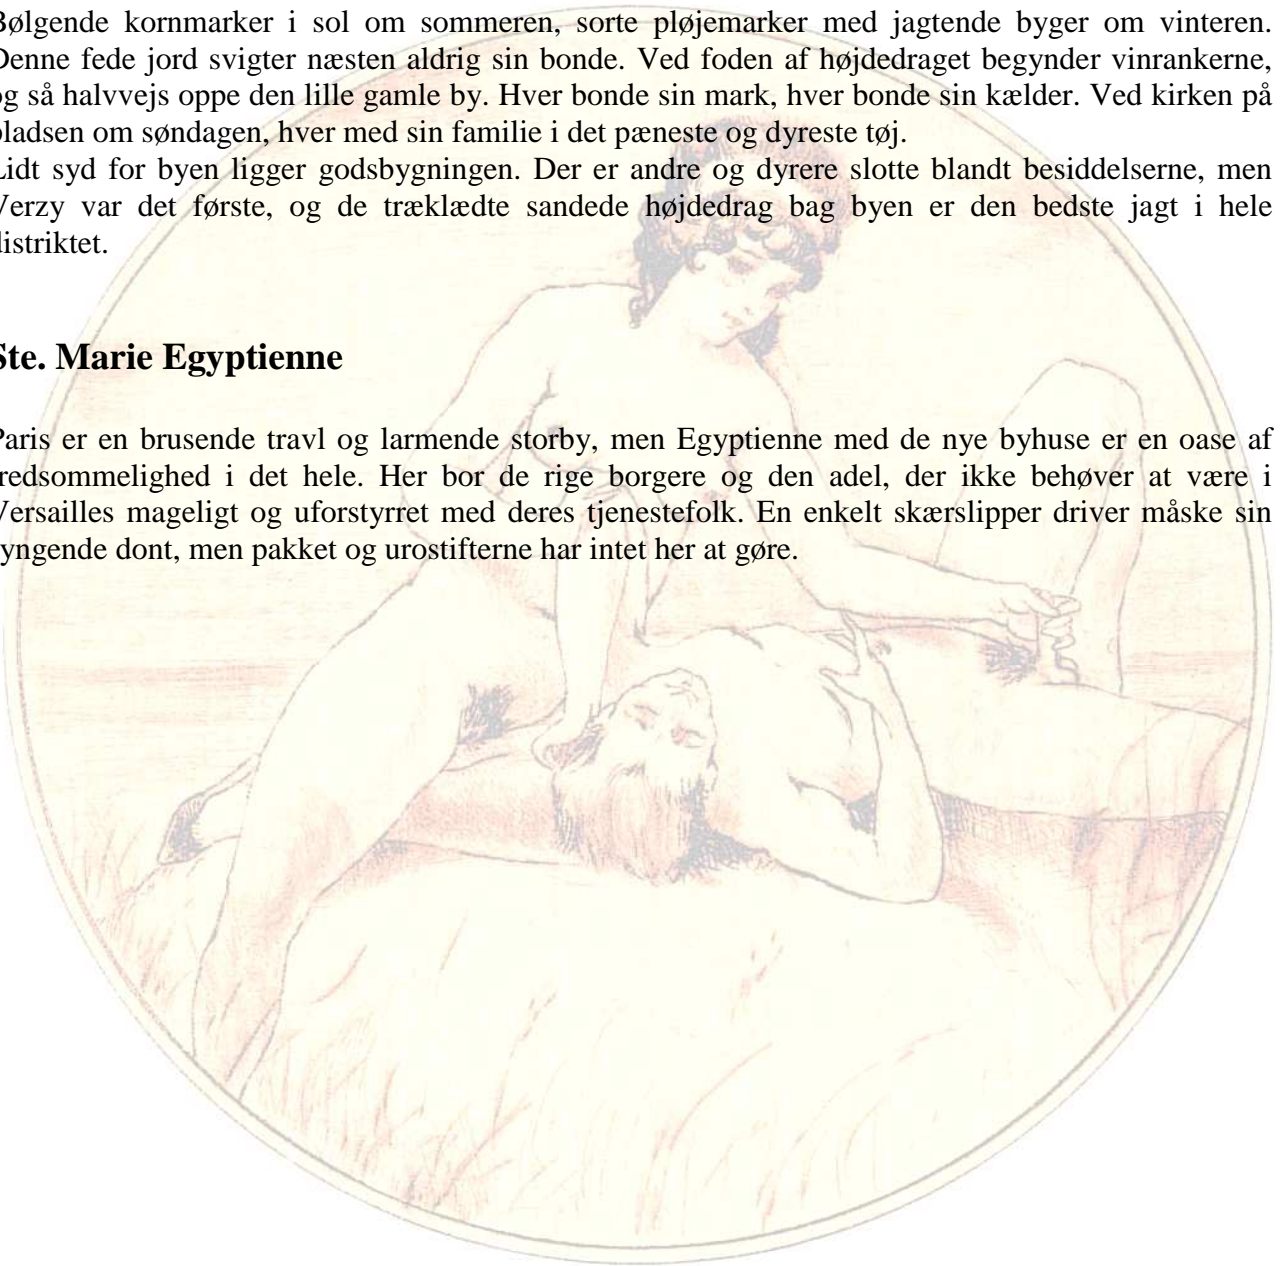 Bølgende kornmarker i sol om sommeren, sorte pløjemarker med jagtende byger om vinteren.
Denne fede jord svigter næsten aldrig sin bonde. Ved foden af højdedraget begynder vinrankerne,
og så halvvejs oppe den lille gamle by. Hver bonde sin mark, hver bonde sin kælder. Ved kirken på
pladsen om søndagen, hver med sin familie i det pæneste og dyreste tøj.
Lidt syd for byen ligger godsbygningen. Der er andre og dyrere slotte blandt besiddelserne, men
Verzy var det første, og de træklædte sandede højdedrag bag byen er den bedste jagt i hele
distriktet.
Ste. Marie Egyptienne
Paris er en brusende travl og larmende storby, men Egyptienne med de nye byhuse er en oase af
fredsommelighed i det hele. Her bor de rige borgere og den adel, der ikke behøver at være i
Versailles mageligt og uforstyrret med deres tjenestefolk. En enkelt skærslipper driver måske sin
syngende dont, men pakket og urostifterne har intet her at gøre.